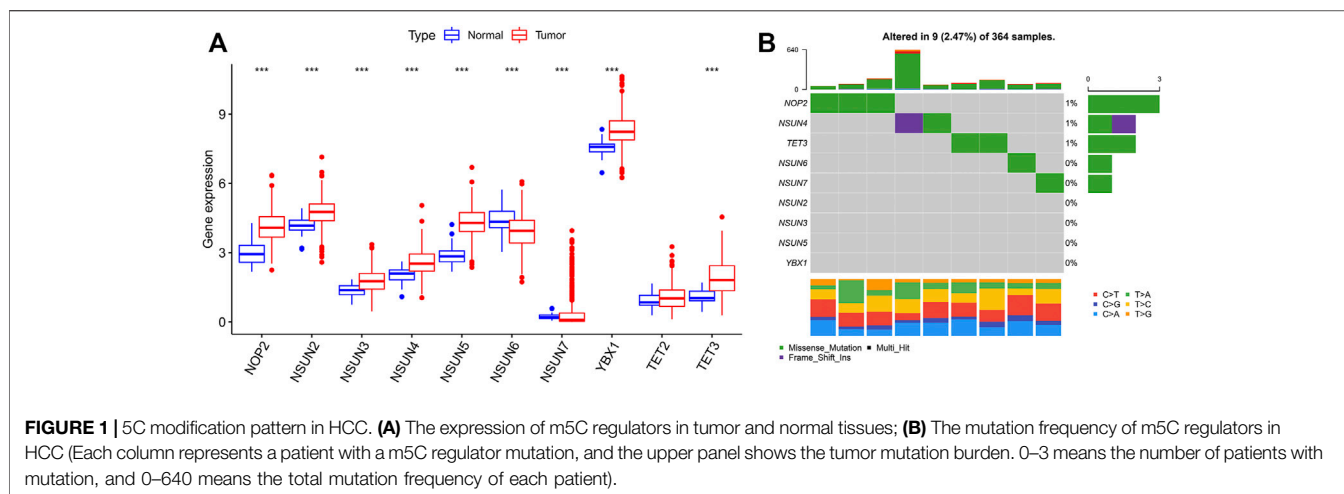 A
Type Normal Tumor
*** *** *** *** *** *** *** *** ***
Gene expression
9
6
3
0
NOP2 NSUN2 NSUN3 NSUN4 NSUN5 NSUN6 NSUN7 YBX1 TET2 TET3
B
Altered in 9 (2.47%) of 364 samples.
640
0
0 3
NOP2 1%
NSUN4 1%
TET3 1%
NSUN6 0%
NSUN7 0%
NSUN2 0%
NSUN3 0%
NSUN5 0%
YBX1 0%
C>T T>A
C>G T>C
C>A T>G
Missense_Mutation Multi_Hit
Frame_Shift_Ins
FIGURE 1 | 5C modification pattern in HCC. (A) The expression of m5C regulators in tumor and normal tissues; (B) The mutation frequency of m5C regulators in
HCC (Each column represents a patient with a m5C regulator mutation, and the upper panel shows the tumor mutation burden. 0–3 means the number of patients with
mutation, and 0–640 means the total mutation frequency of each patient).